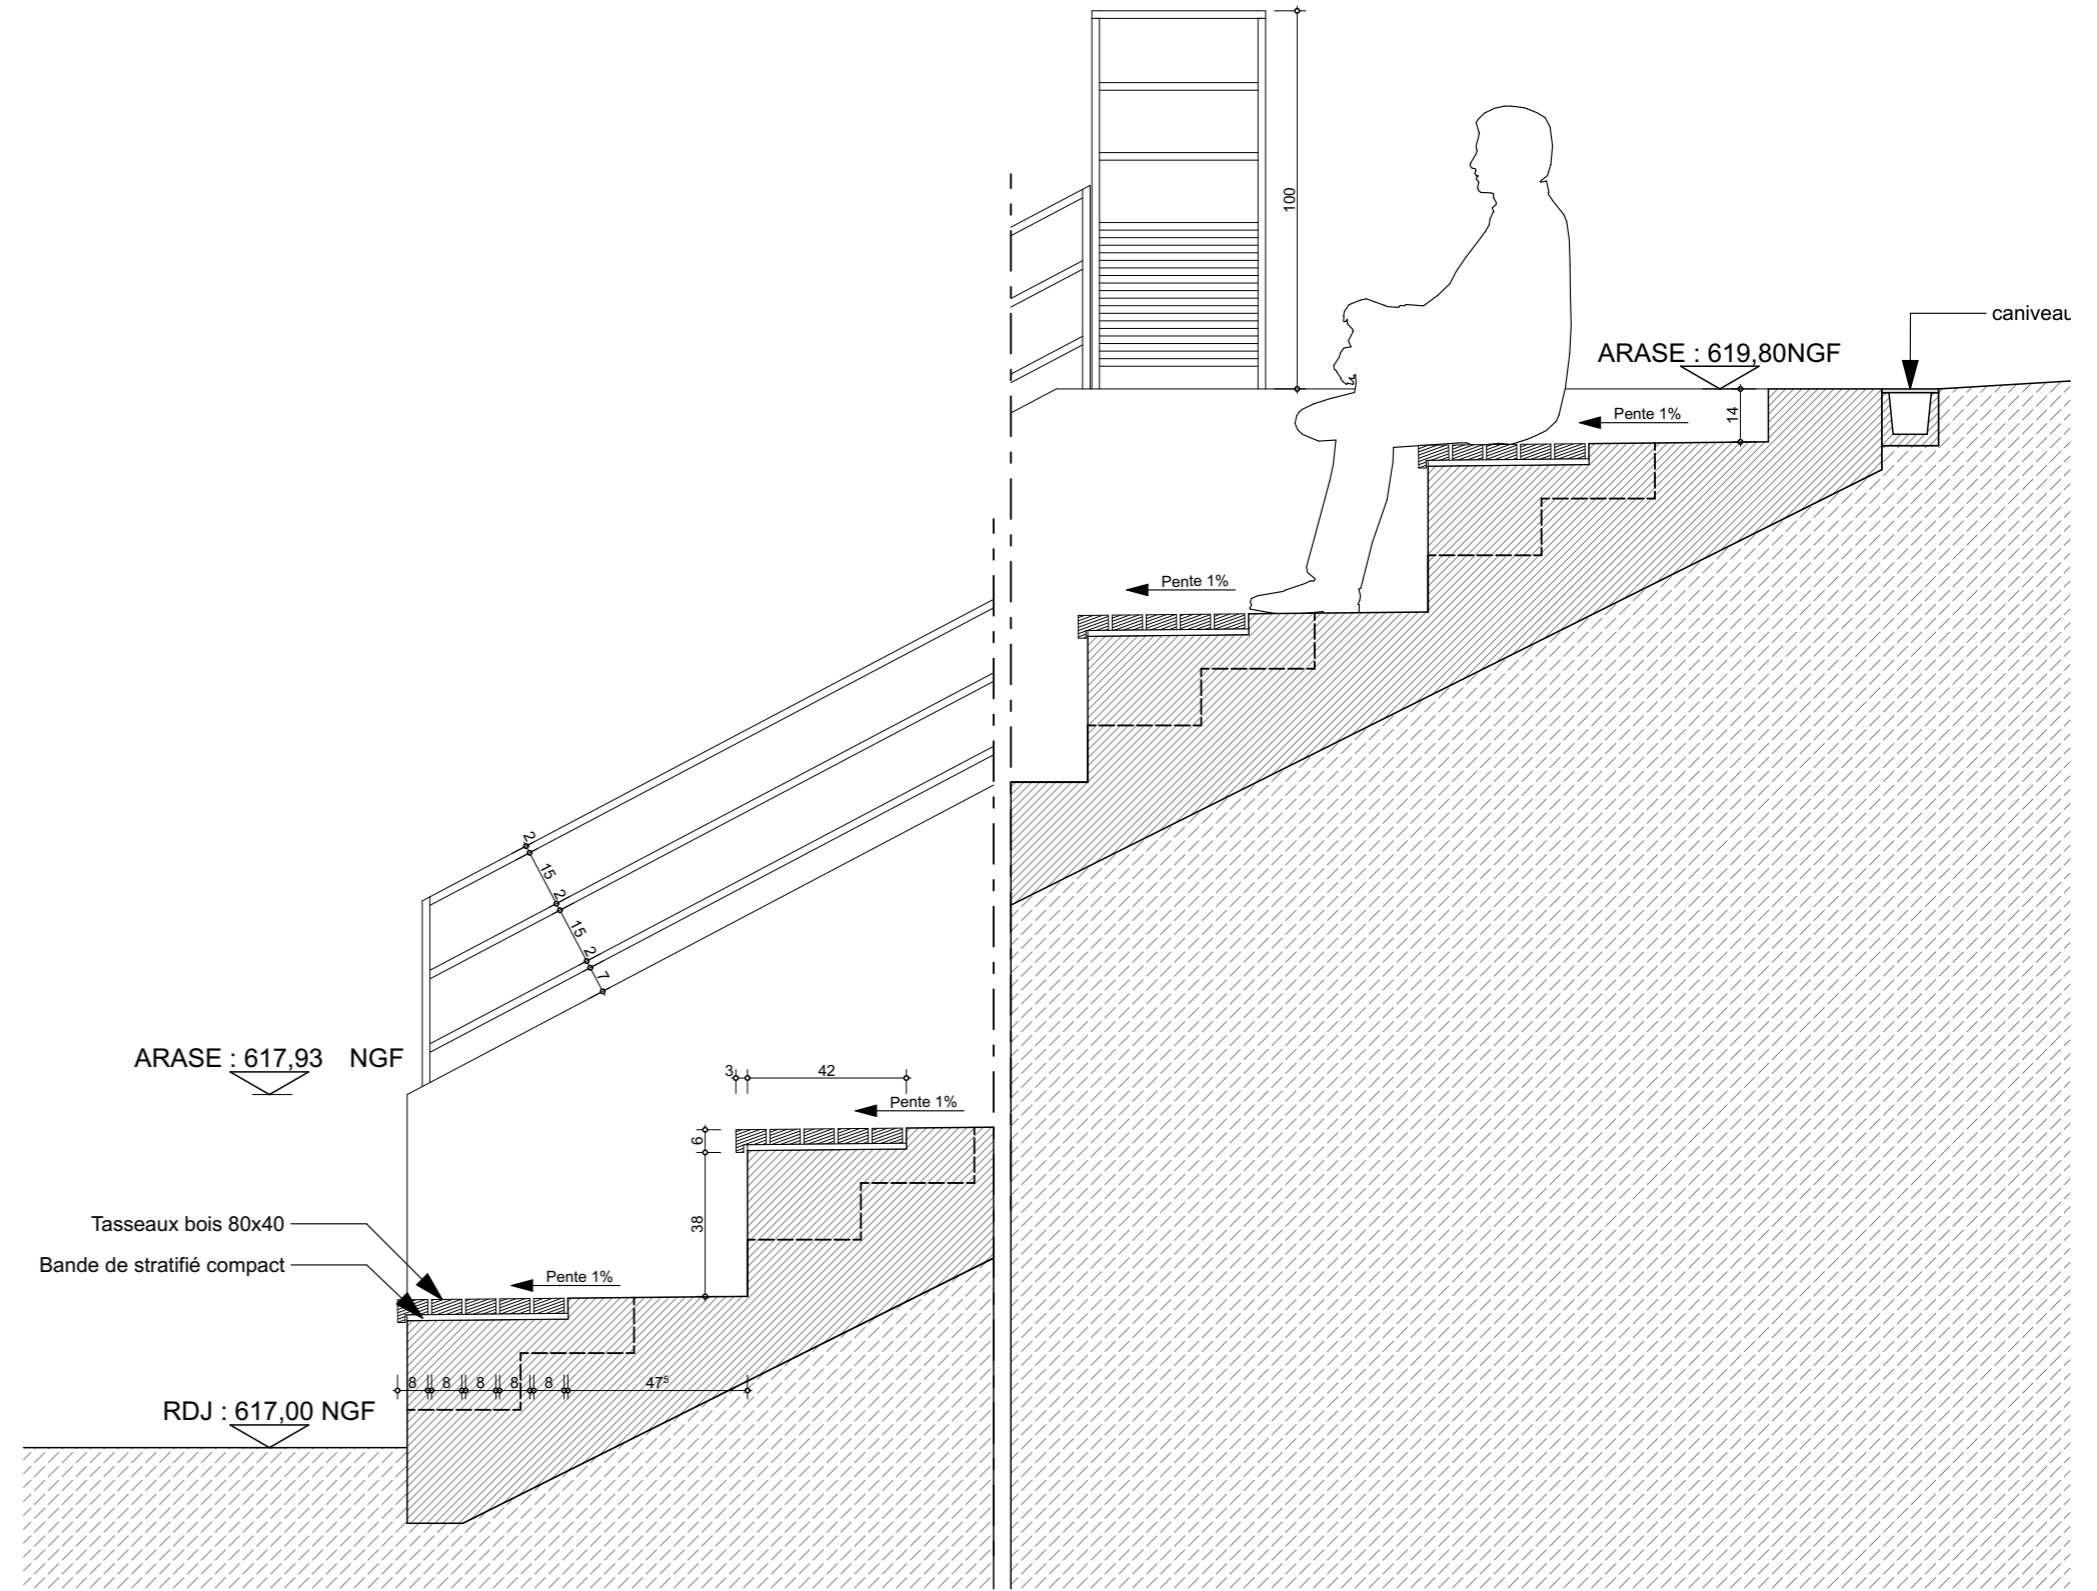 100
caniveau
ARASE : 619,80NGF
Pente 1%
14
Pente 1%
2
15
2
15
2
7
ARASE : 617,93 NGF
3 42
Pente 1%
6
38
Tasseaux bois 80x40
Bande de stratifié compact
Pente 1%
8 8 8 8 8 47⁵
RDJ : 617,00 NGF